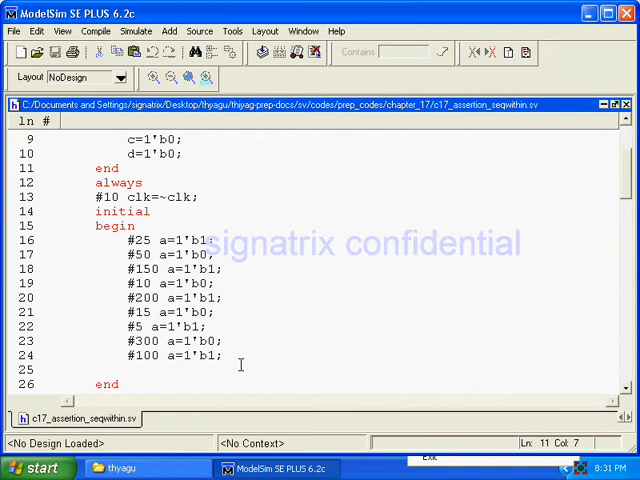 ModelSim SE PLUS 6.2c
File Edit View Compile Simulate Add Source Tools Layout Window Help
Contains
Layout NoDesign
C:/Documents and Settings/signatrix/Desktop/thyagu/thiyag-prep-docs/sv/codes/prep_codes/chapter_17/c17_assertion_seqwithin.sv
ln #
9 c=1'b0;
10 d=1'b0;
11 end
12 always
13 #10 clk=~clk;
14 initial
15 begin
16 #25 a=1'b1;
17 #50 a=1'b0;
18 #150 a=1'b1;
19 #10 a=1'b0;
20 #200 a=1'b1;
21 #15 a=1'b0;
22 #5 a=1'b1;
23 #300 a=1'b0;
24 #100 a=1'b1;
25
26 end
signatrix confidential
c17_assertion_seqwithin.sv
<No Design Loaded> <No Context> Ln: 11 Col: 7
Exit
start thyagu ModelSim SE PLUS 6.2c 8:31 PM